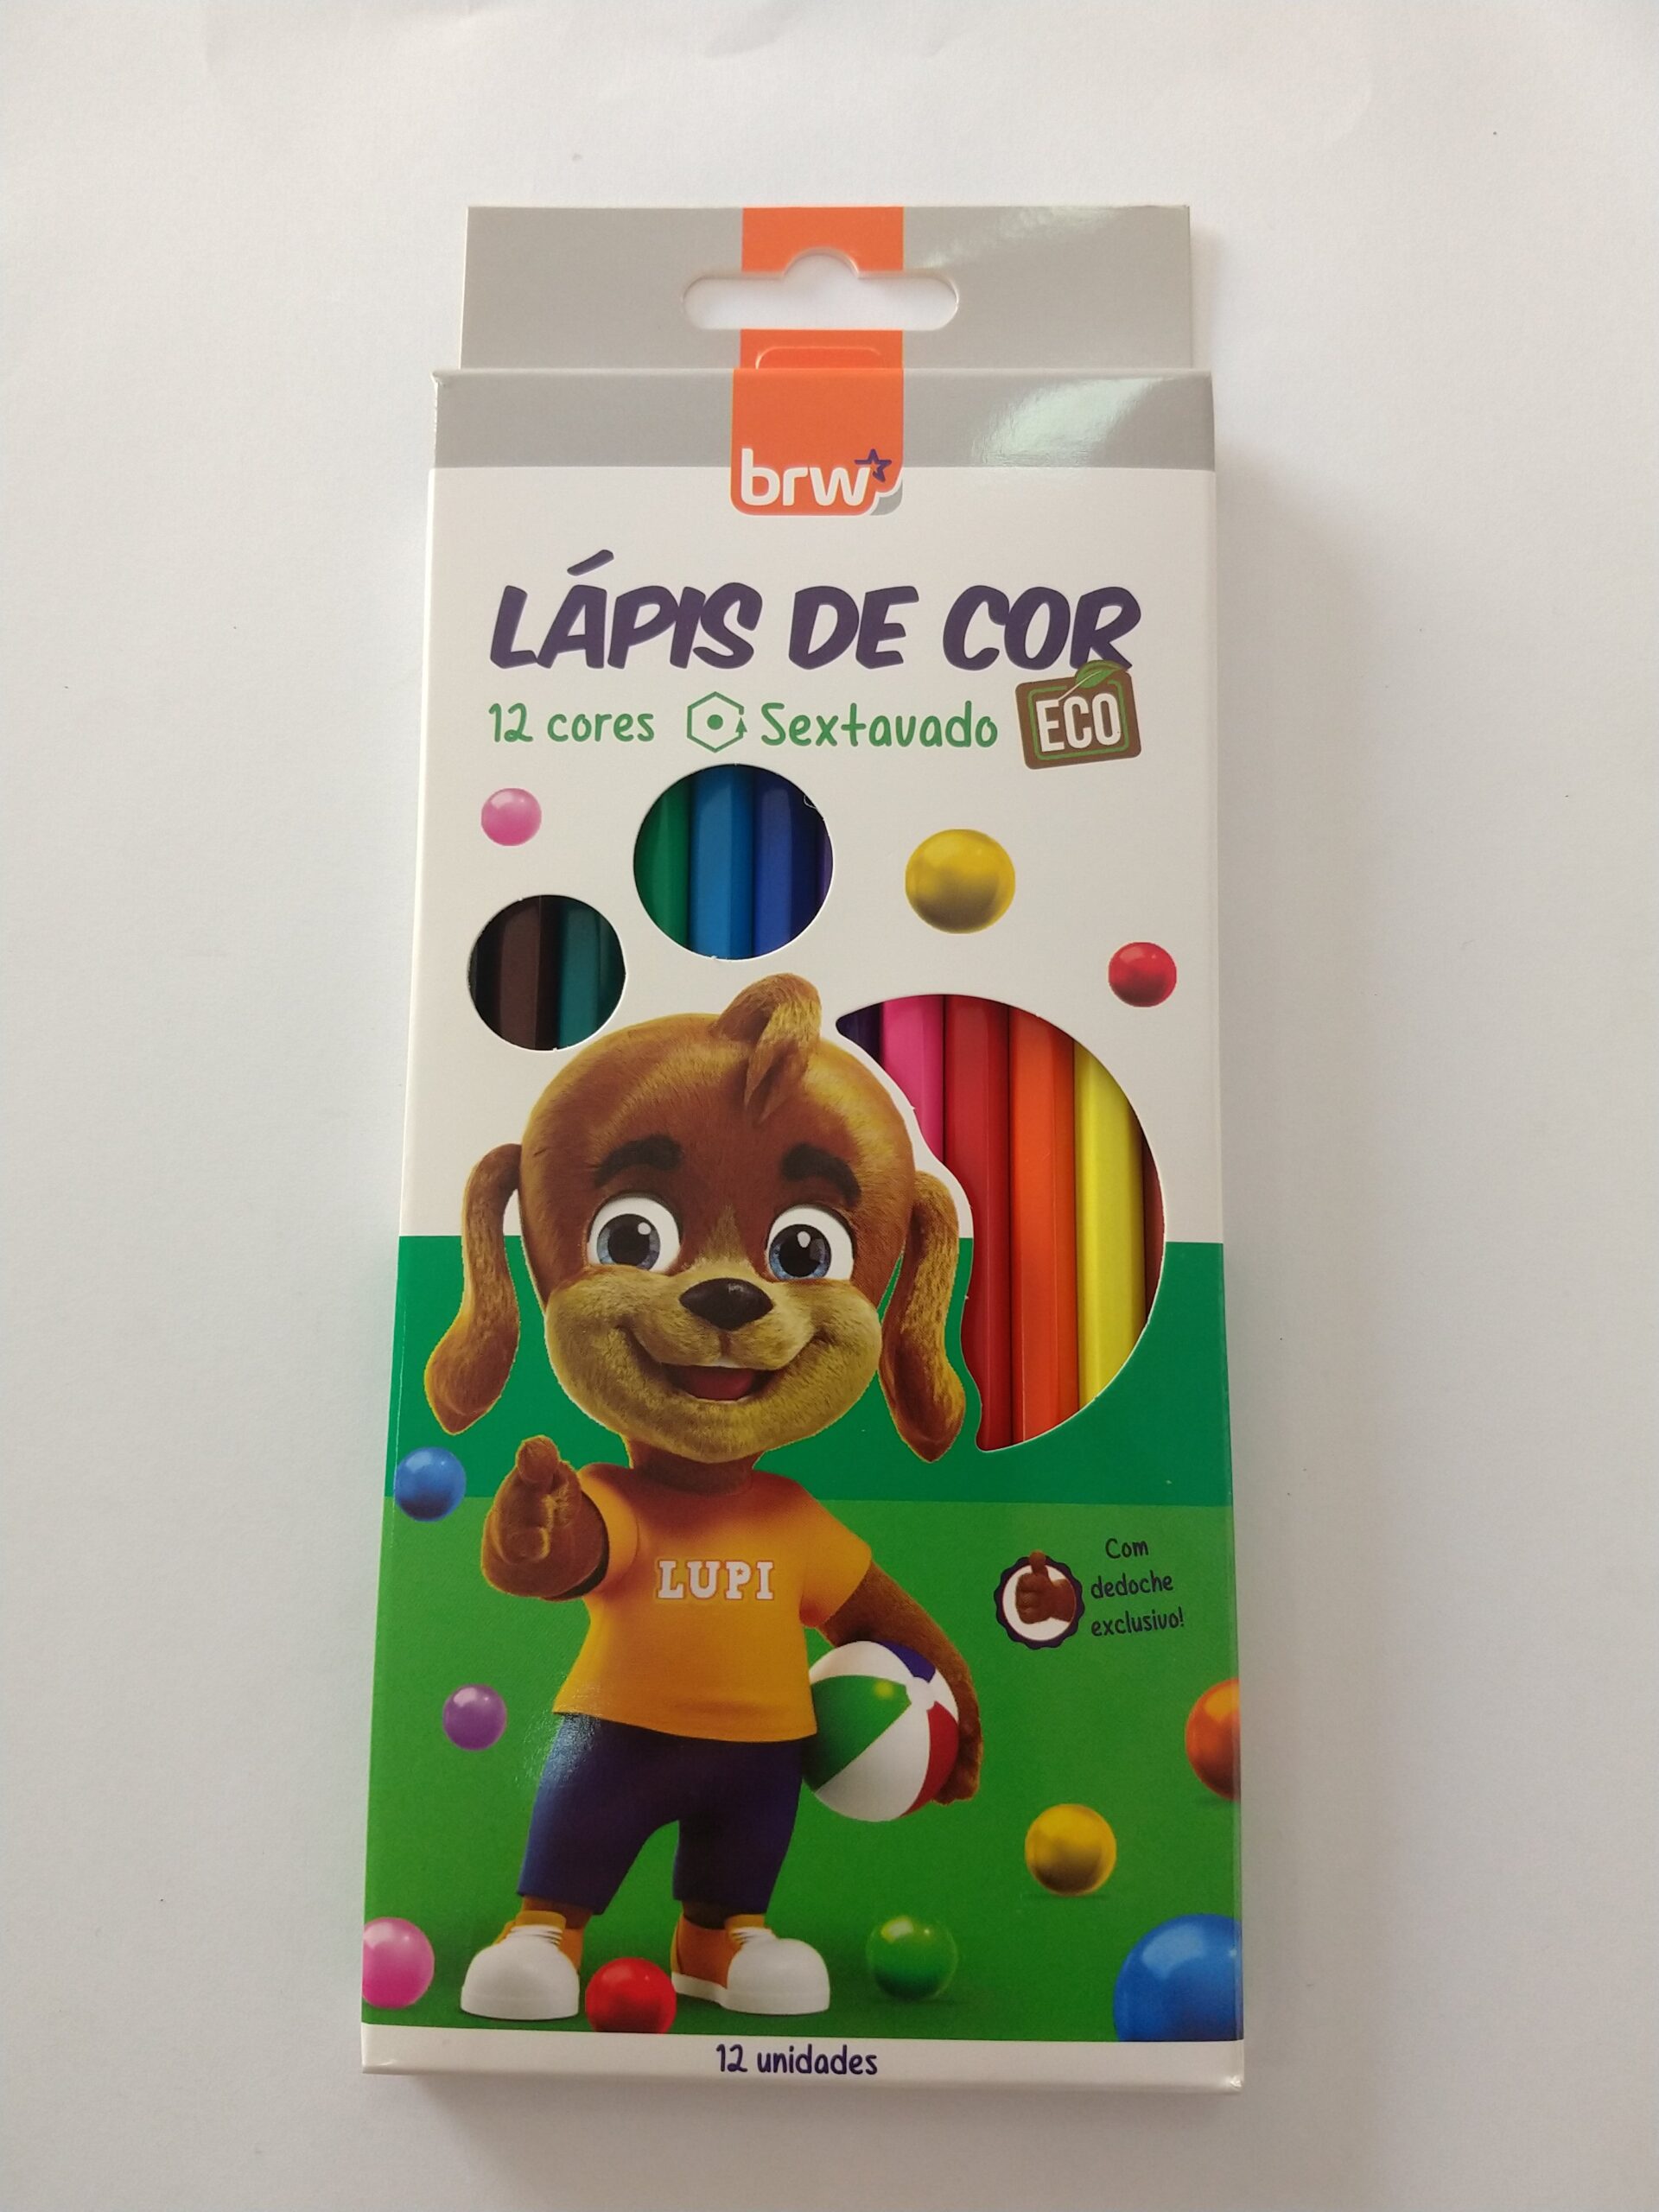 brw
LÁPIS DE COR
12 cores Sextavado ECO
LUPI
Com
dedoche
exclusivo!
12 unidades